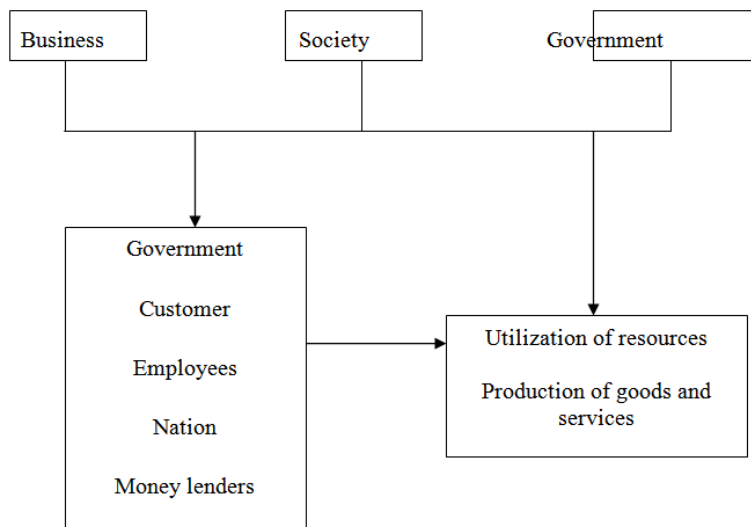 Business
Society
Government
Government
Customer
Employees
Nation
Money lenders
Utilization of resources
Production of goods and
services